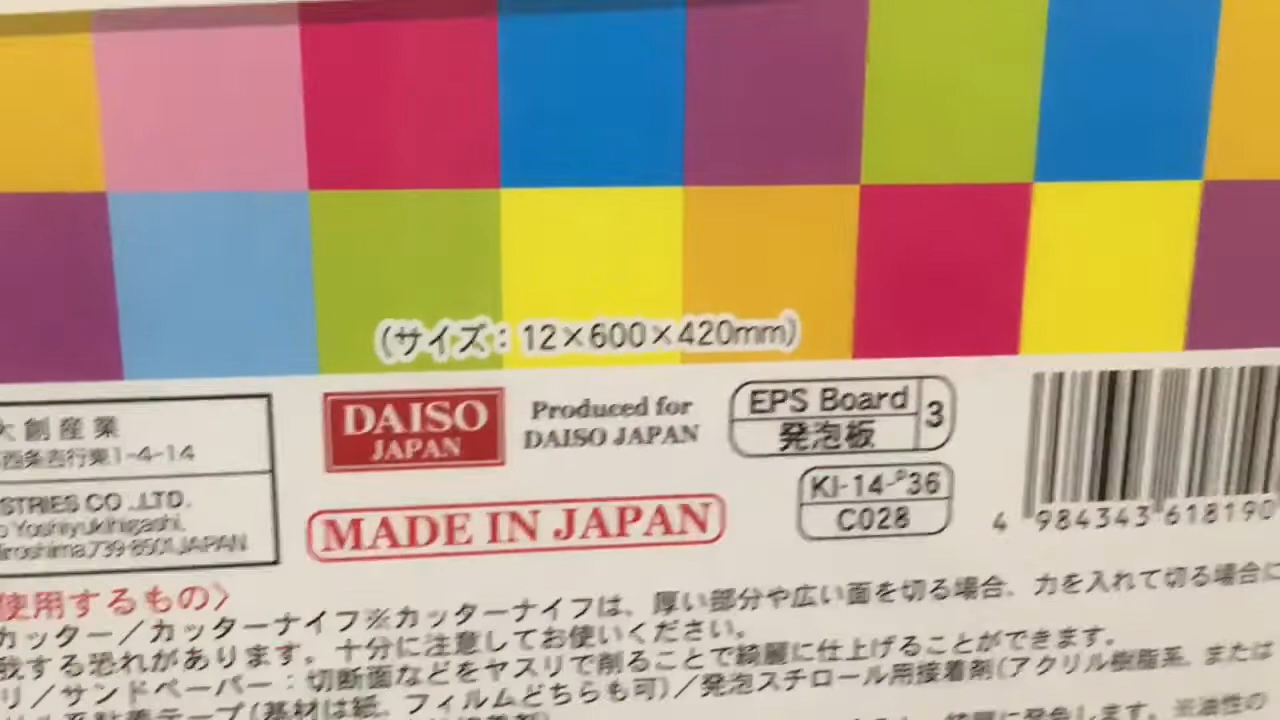 (サイズ：12×600×420mm)
大創産業
西条吉行東1-4-14
STRIES CO.,LTD.
o Yoshiyukihigashi,
Hiroshima,739-8501,JAPAN
DAISO
JAPAN
Produced for
DAISO JAPAN
EPS Board
発泡板
3
MADE IN JAPAN
KJ-14-P36
C028
4 984343 618190
使用するもの〉
カッター／カッターナイフ※カッターナイフは、厚い部分や広い面を切る場合、力を入れて切る場合に
我する恐れがあります。十分に注意してお使いください。
リ／サンドペーパー：切断面などをヤスリで削ることで綺麗に仕上げることができます。
粘着テープ(基材は紙、フィルムどちらも可)／発泡スチロール用接着剤(アクリル樹脂系、または
※油性の